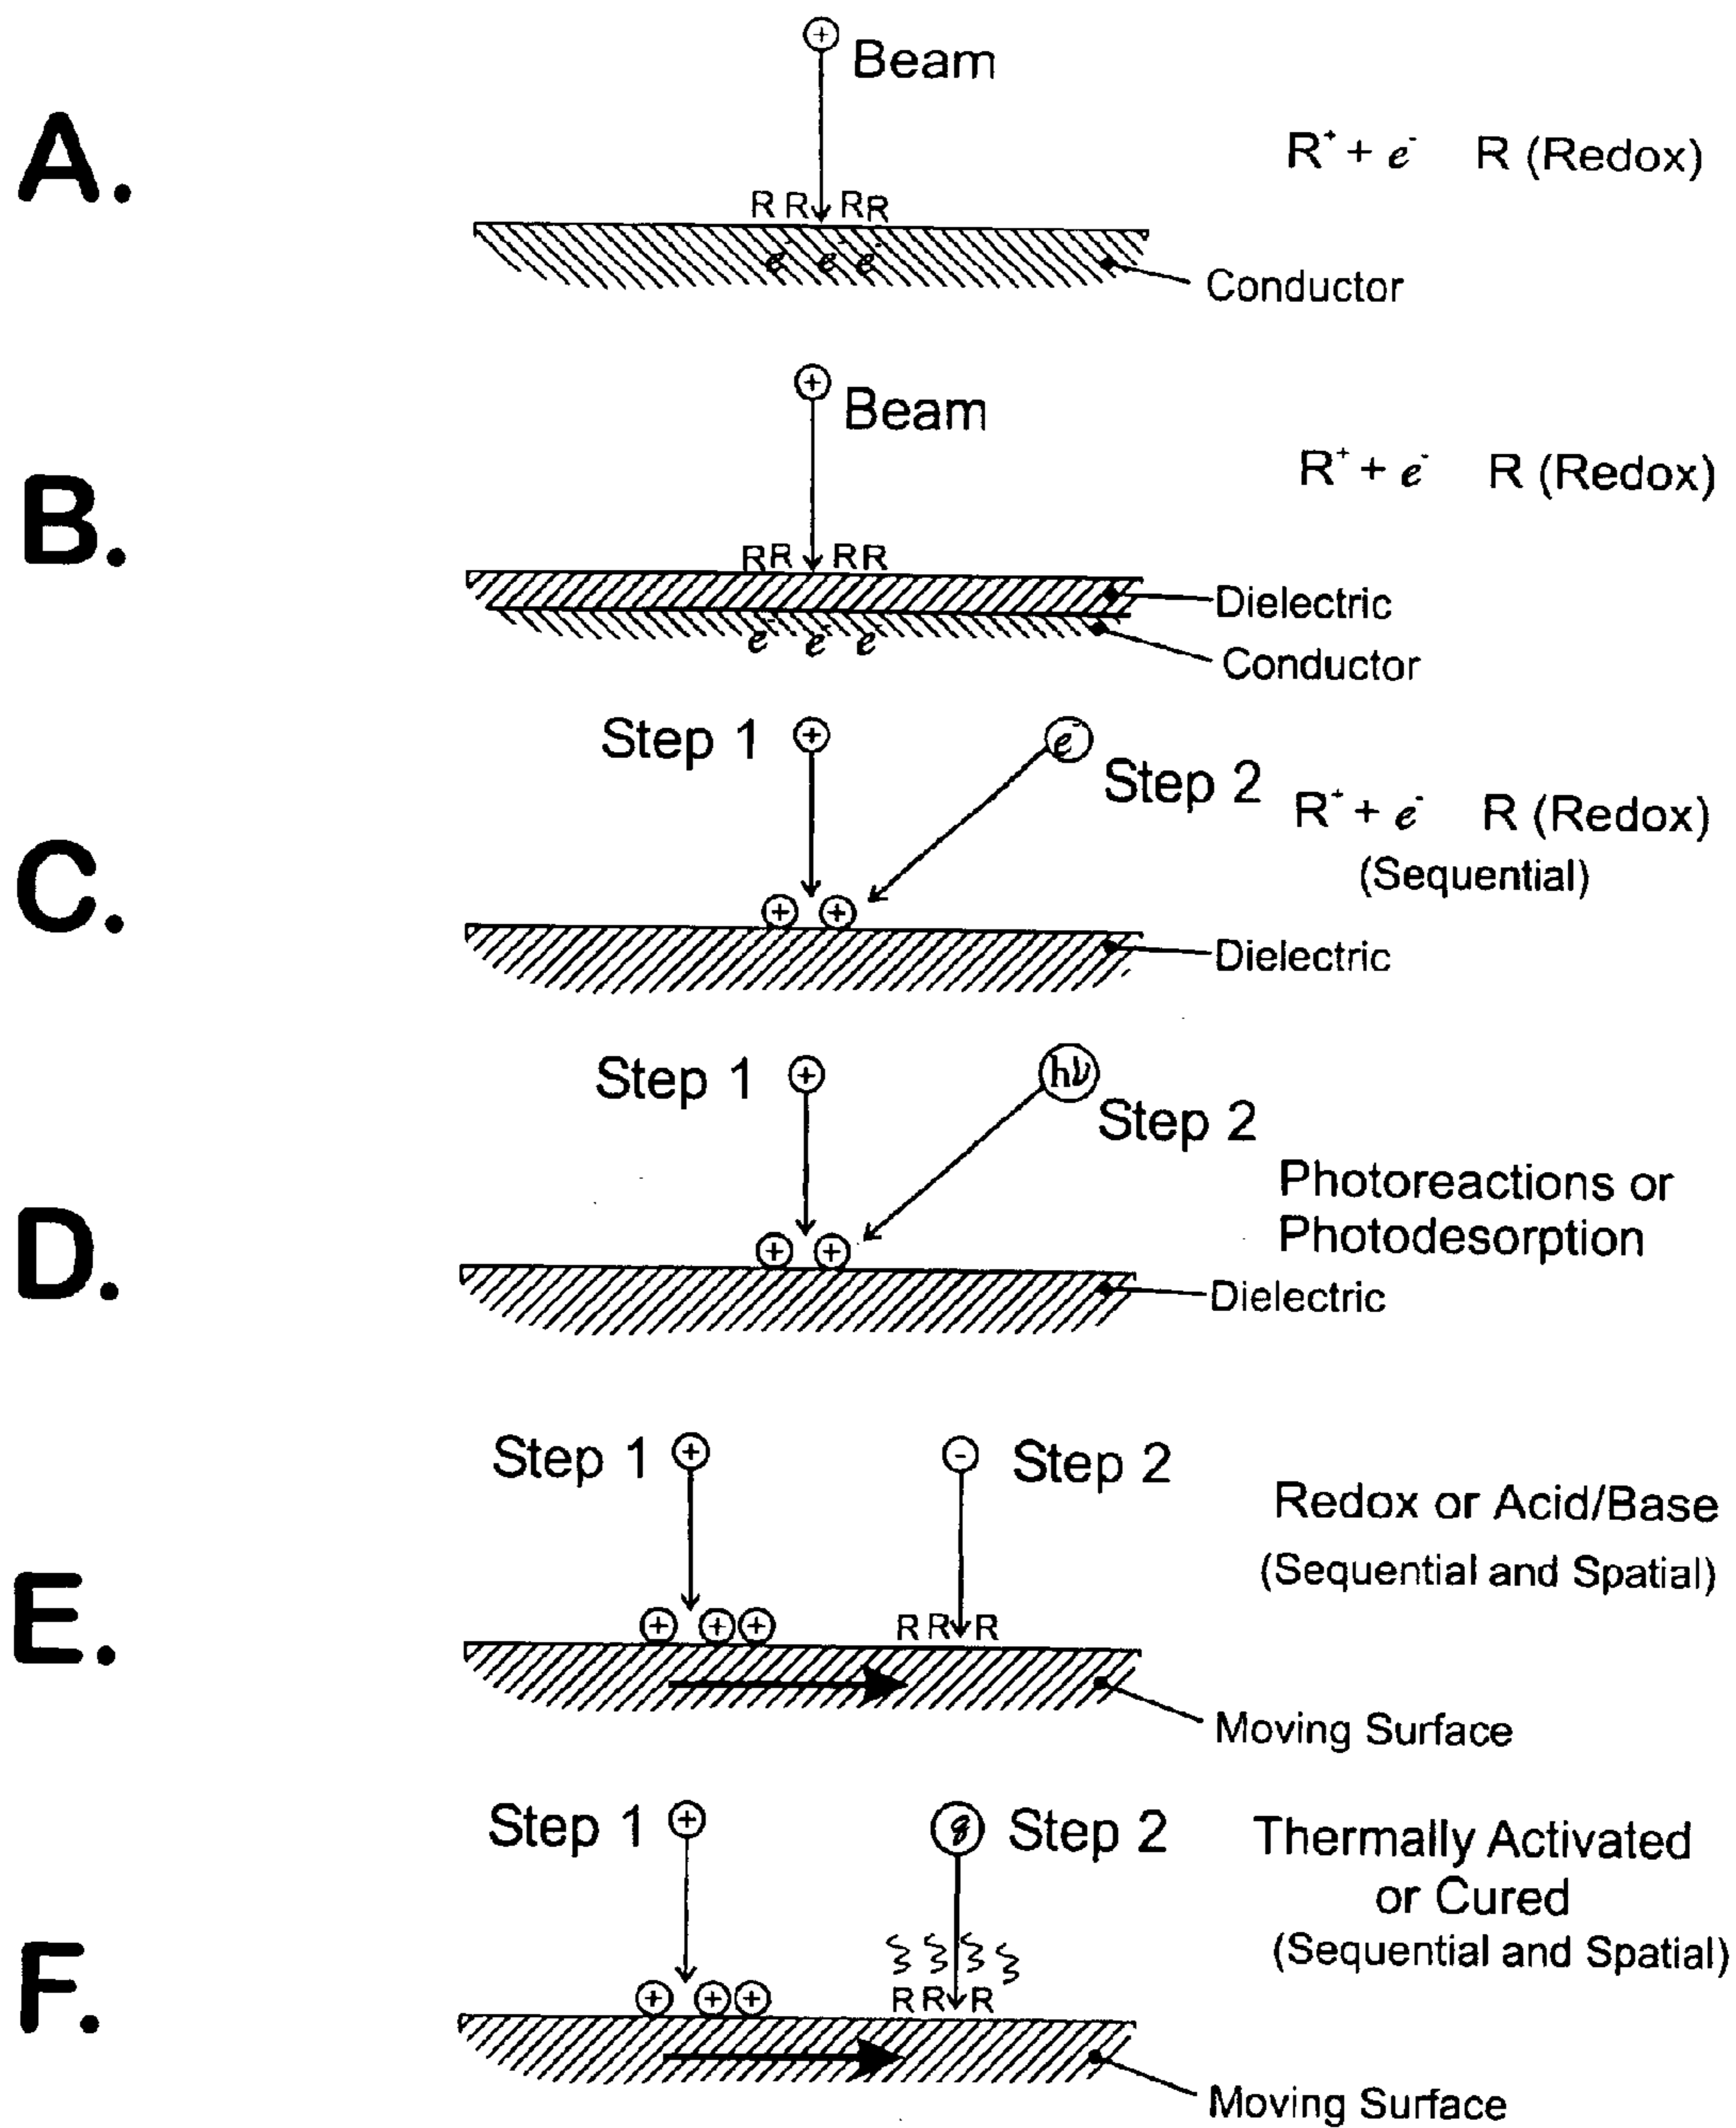 ⊕ Beam
A.
R⁺ + e⁻ R (Redox)
R R R R
e⁻ e⁻ e⁻
Conductor
⊕ Beam
B.
R⁺ + e⁻ R (Redox)
RR RR
Dielectric
e⁻ e⁻ e⁻
Conductor
Step 1 ⊕ e⁻
Step 2
R⁺ + e⁻ R (Redox)
(Sequential)
C.
⊕ ⊕
Dielectric
Step 1 ⊕ hν
Step 2
Photoreactions or
Photodesorption
D.
⊕ ⊕
Dielectric
Step 1 ⊕ ⊖ Step 2
Redox or Acid/Base
(Sequential and Spatial)
E.
⊕ ⊕ ⊕ R R R
Moving Surface
Step 1 ⊕ q Step 2
Thermally Activated
or Cured
(Sequential and Spatial)
F.
⊕ ⊕ ⊕ R R R
Moving Surface